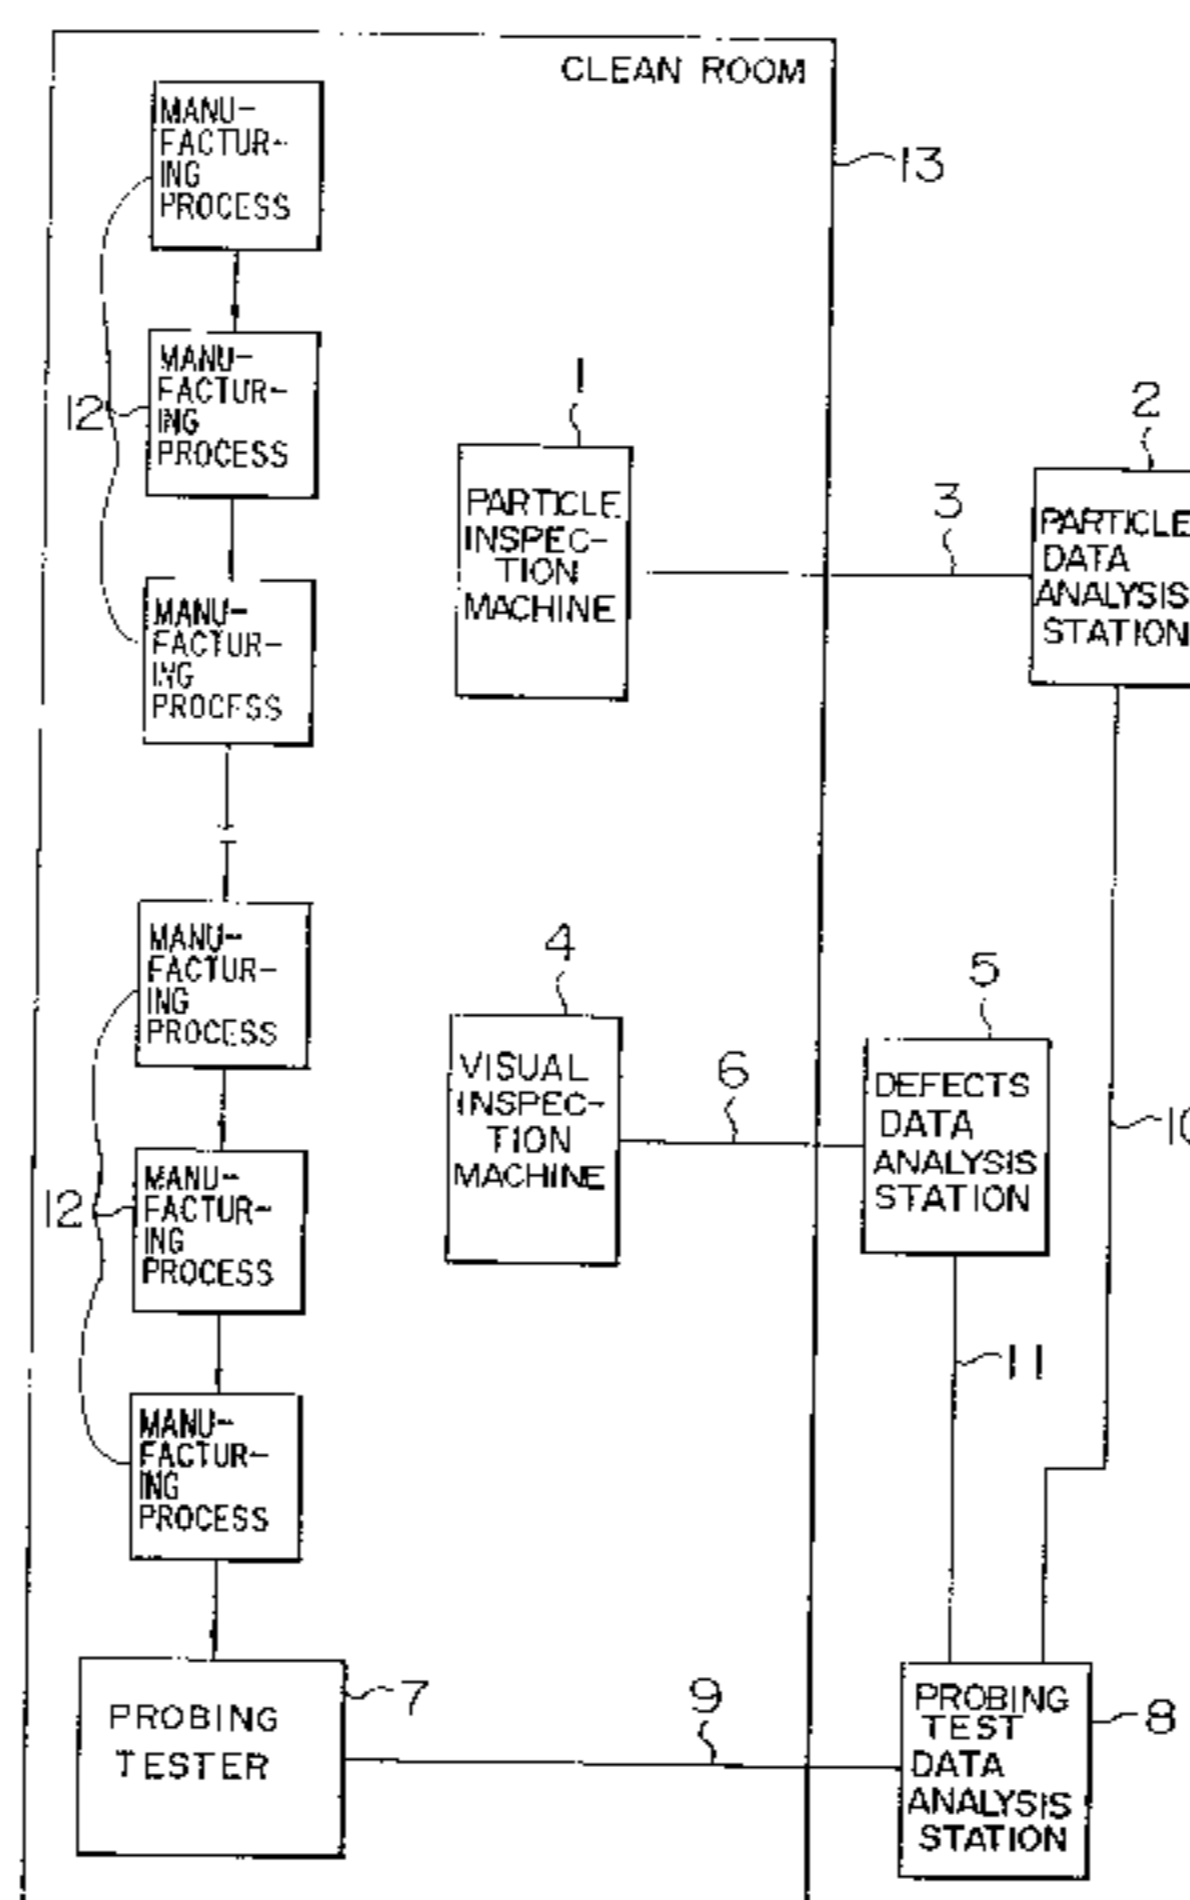 CLEAN ROOM
13
MANU-
FACTUR-
ING
PROCESS
MANU-
FACTUR-
ING
PROCESS
12
MANU-
FACTUR-
ING
PROCESS
1
PARTICLE
INSPEC-
TION
MACHINE
3
2
PARTICLE
DATA
ANALYSIS
STATION
MANU-
FACTUR-
ING
PROCESS
12
MANU-
FACTUR-
ING
PROCESS
MANU-
FACTUR-
ING
PROCESS
4
VISUAL
INSPEC-
TION
MACHINE
6
5
DEFECTS
DATA
ANALYSIS
STATION
10
11
PROBING
TESTER
7
9
PROBING
TEST
DATA
ANALYSIS
STATION
8